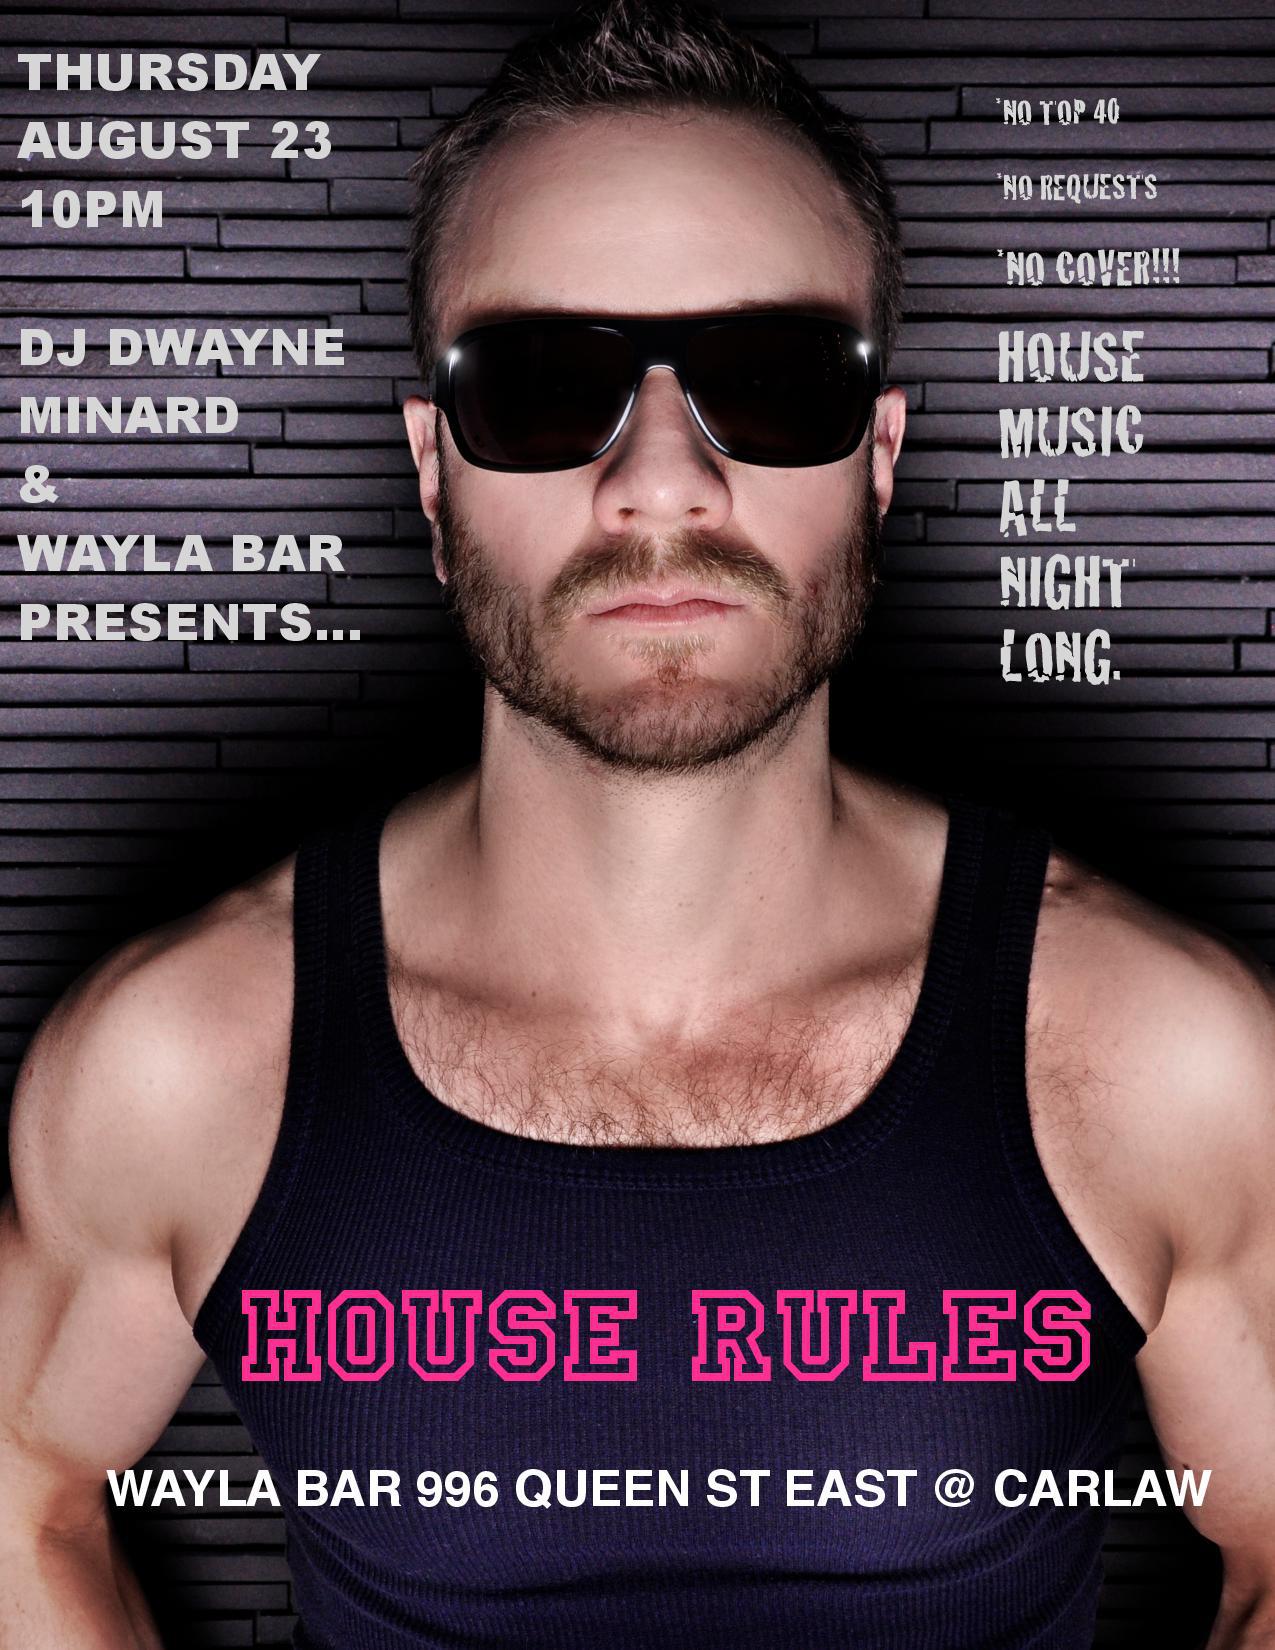 THURSDAY
AUGUST 23
10PM
DJ DWAYNE
MINARD
&
WAYLA BAR
PRESENTS...
*NO TOP 40
*NO REQUESTS
*NO COVER!!!
HOUSE
MUSIC
ALL
NIGHT
LONG.
HOUSE RULES
WAYLA BAR 996 QUEEN ST EAST @ CARLAW